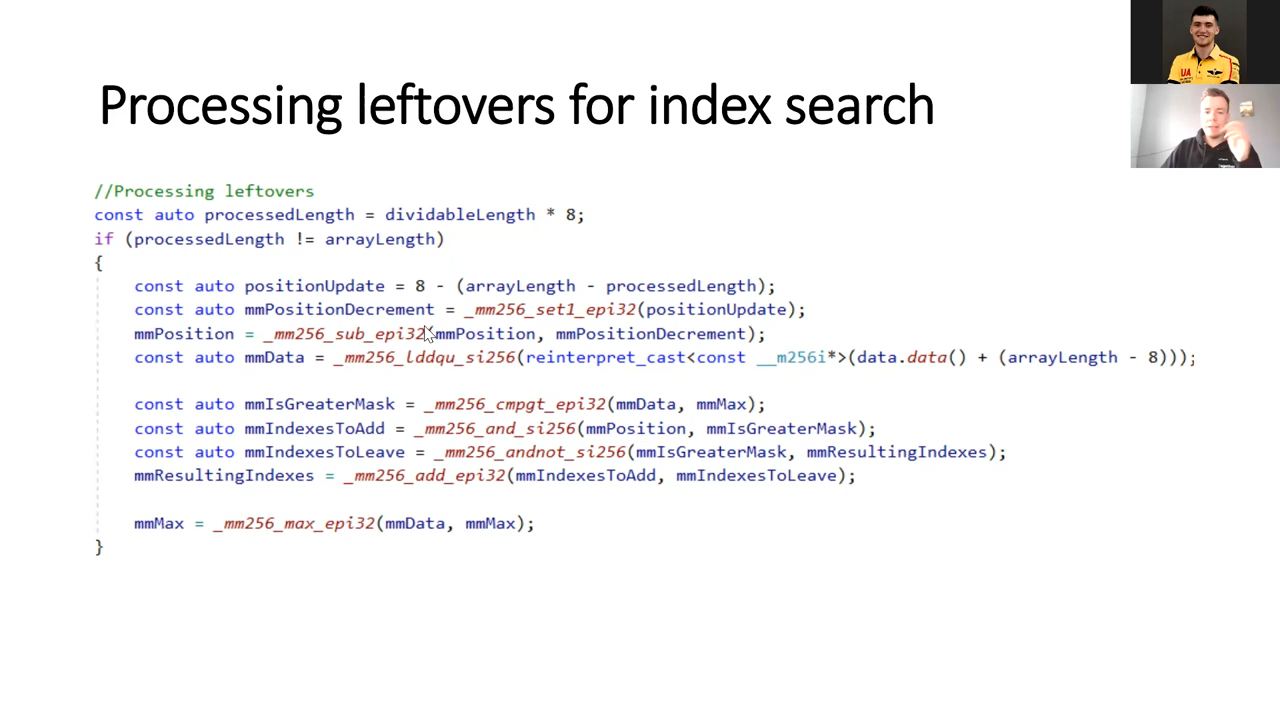 Processing leftovers for index search
//Processing leftovers
const auto processedLength = dividableLength * 8;
if (processedLength != arrayLength)
{
const auto positionUpdate = 8 - (arrayLength - processedLength);
const auto mmPositionDecrement = _mm256_set1_epi32(positionUpdate);
mmPosition = _mm256_sub_epi32(mmPosition, mmPositionDecrement);
const auto mmData = _mm256_lddqu_si256(reinterpret_cast<const __m256i*>(data.data() + (arrayLength - 8)));
const auto mmIsGreaterMask = _mm256_cmpgt_epi32(mmData, mmMax);
const auto mmIndexesToAdd = _mm256_and_si256(mmPosition, mmIsGreaterMask);
const auto mmIndexesToLeave = _mm256_andnot_si256(mmIsGreaterMask, mmResultingIndexes);
mmResultingIndexes = _mm256_add_epi32(mmIndexesToAdd, mmIndexesToLeave);
mmMax = _mm256_max_epi32(mmData, mmMax);
}
UA